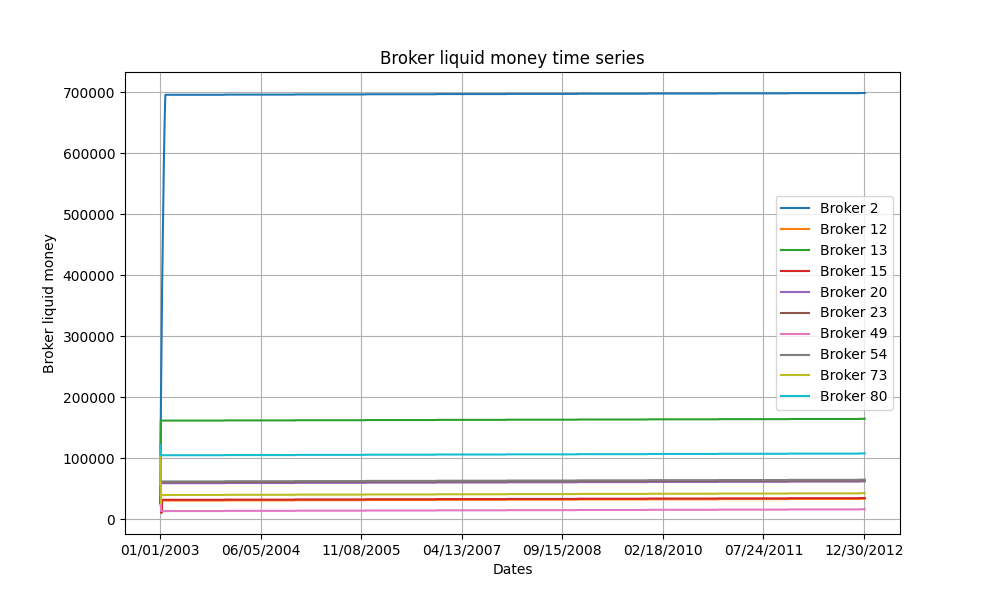 Broker liquid money time series
700000
600000
500000
400000
300000
200000
100000
0
Broker liquid money
Broker 2
Broker 12
Broker 13
Broker 15
Broker 20
Broker 23
Broker 49
Broker 54
Broker 73
Broker 80
01/01/2003 06/05/2004 11/08/2005 04/13/2007 09/15/2008 02/18/2010 07/24/2011 12/30/2012
Dates